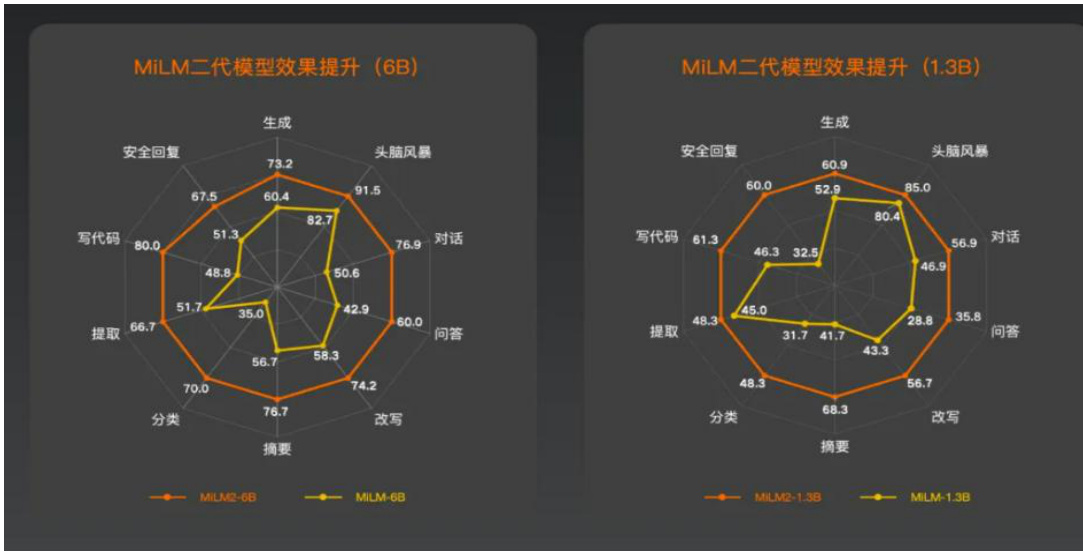 MiLM二代模型效果提升（6B）
生成
安全回复
头脑风暴
73.2
91.5
67.5
60.4
82.7
写代码
对话
80.0
51.3
76.9
48.8
50.6
51.7
35.0
42.9
提取
66.7
60.0
问答
56.7
58.3
70.0
74.2
分类
76.7
改写
摘要
MiLM2-6B
MiLM-6B
MiLM二代模型效果提升（1.3B）
生成
安全回复
头脑风暴
60.9
60.0
52.9
85.0
80.4
写代码
对话
61.3
46.3
32.5
56.9
46.9
45.0
28.8
提取
48.3
31.7
41.7
35.8
问答
43.3
48.3
56.7
分类
68.3
改写
摘要
MiLM2-1.3B
MiLM-1.3B